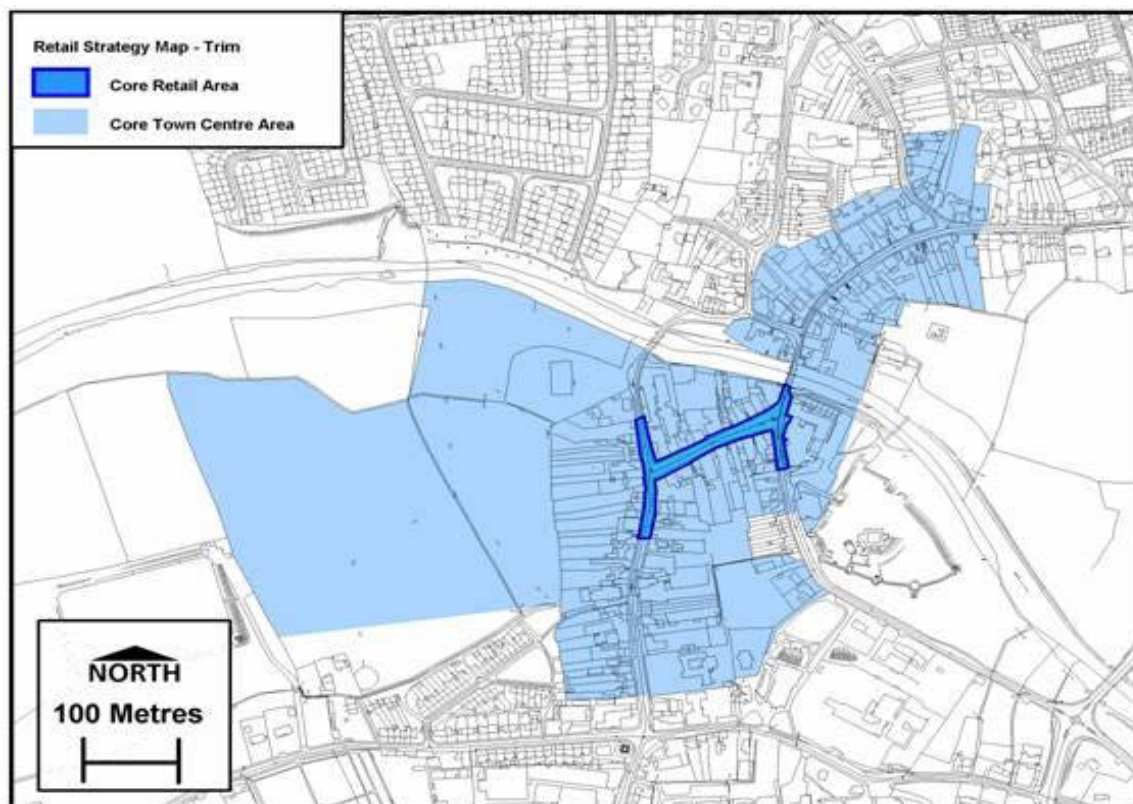 Retail Strategy Map - Trim
Core Retail Area
Core Town Centre Area
NORTH
100 Metres